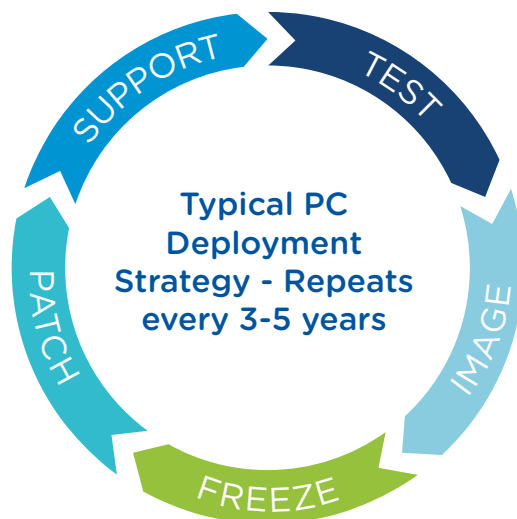 SUPPORT
TEST
Typical PC
Deployment
Strategy - Repeats
every 3-5 years
PATCH
IMAGE
FREEZE